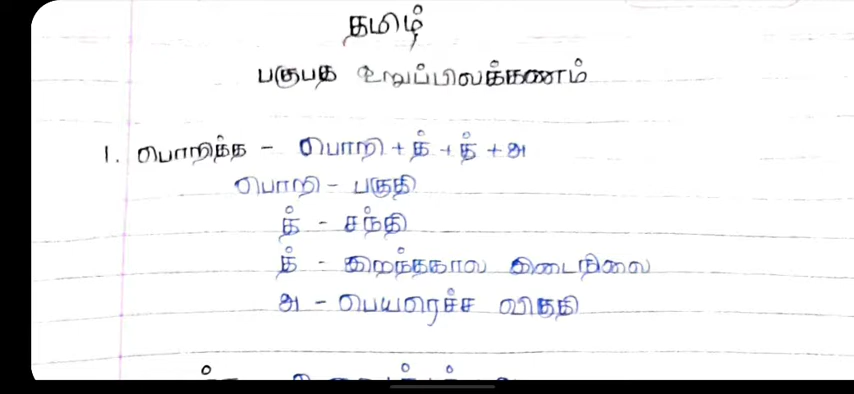 தமிழ்
பகுபத உறுப்பிலக்கணம்
1. பொறித்த - பொறி + த் + த் + அ
பொறி - பகுதி
த் - சந்தி
த் - இறந்தகால இடைநிலை
அ - பெயரெச்ச விகுதி